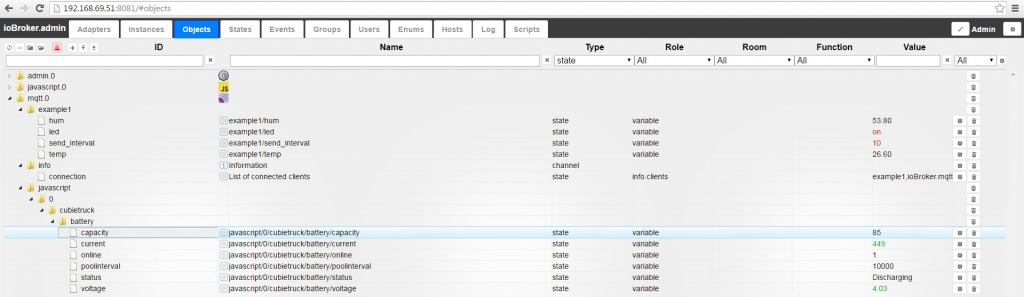 192.168.69.51:8081/#objects
ioBroker.admin Adapters Instances Objects States Events Groups Users Enums Hosts Log Scripts Admin
ID Name Type Role Room Function Value
state All All All All
admin.0
javascript.0 JS
mqtt.0
example1
hum example1/hum state variable 53.80
led example1/led state variable on
send_interval example1/send_interval state variable 10
temp example1/temp state variable 26.60
info Information channel
connection List of connected clients state info.clients example1,ioBroker.mqtt
javascript
0
cubietruck
battery
capacity javascript/0/cubietruck/battery/capacity state variable 85
current javascript/0/cubietruck/battery/current state variable 449
online javascript/0/cubietruck/battery/online state variable 1
poolinterval javascript/0/cubietruck/battery/poolinterval state variable 10000
status javascript/0/cubietruck/battery/status state variable Discharging
voltage javascript/0/cubietruck/battery/voltage state variable 4.03